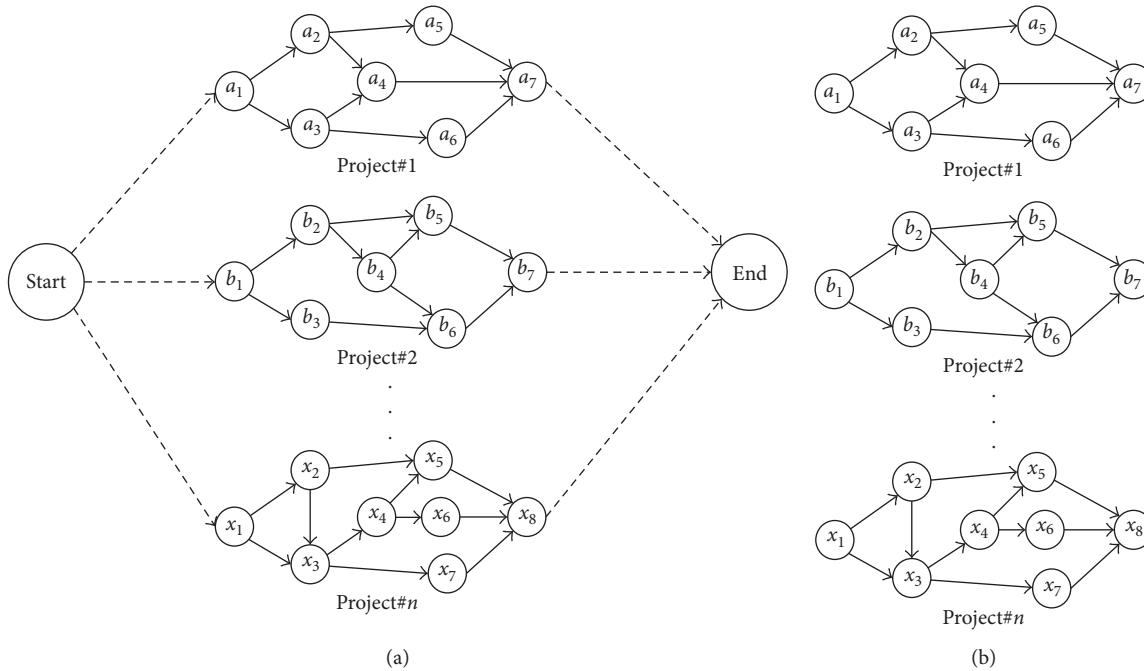 a₂
a₅
a₁
a₄
a₇
a₃
a₆
Project#1
b₂
b₅
Start
b₁
b₄
b₇
End
b₃
b₆
Project#2
.
.
.
x₂
x₅
x₁
x₄
x₆
x₈
x₃
x₇
Project#n
(a)
a₂
a₅
a₁
a₄
a₇
a₃
a₆
Project#1
b₂
b₅
b₁
b₄
b₇
b₃
b₆
Project#2
.
.
.
x₂
x₅
x₁
x₄
x₆
x₈
x₃
x₇
Project#n
(b)